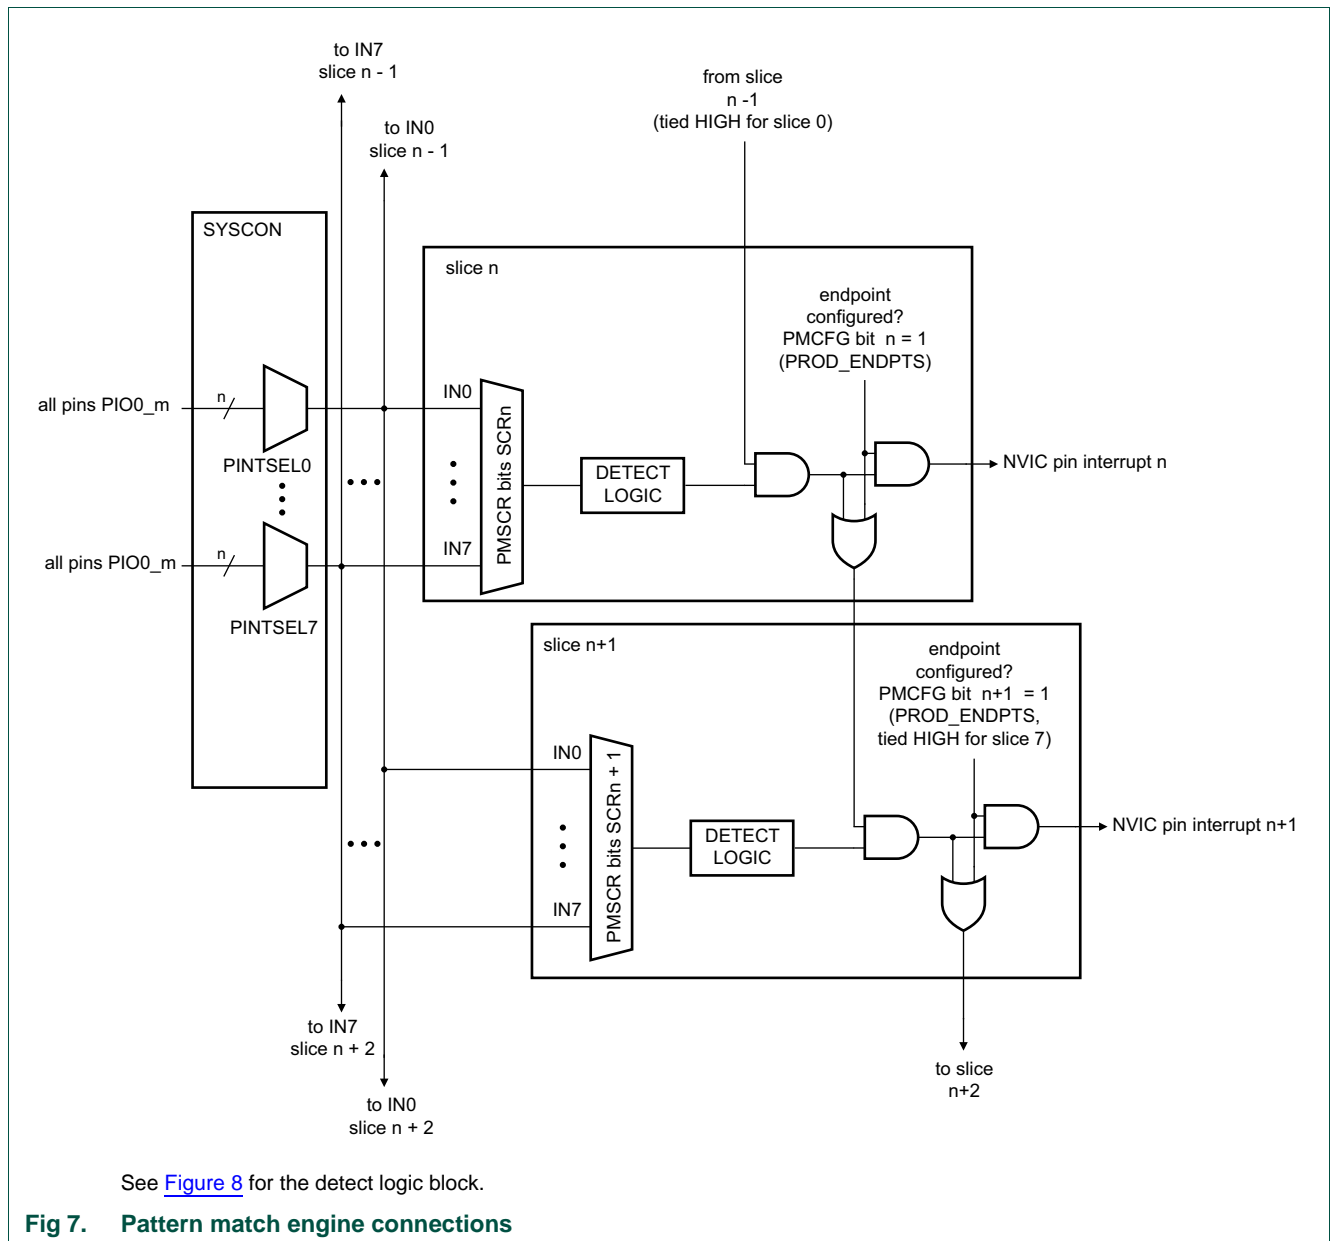 to IN7
slice n - 1
to IN0
slice n - 1
from slice
n -1
(tied HIGH for slice 0)
SYSCON
slice n
endpoint
configured?
PMCFG bit n = 1
(PROD_ENDPTS)
all pins PIO0_m
n
PINTSEL0
IN0
PMSCR bits SCRn
DETECT
LOGIC
NVIC pin interrupt n
IN7
all pins PIO0_m
n
PINTSEL7
slice n+1
endpoint
configured?
PMCFG bit n+1 = 1
(PROD_ENDPTS,
tied HIGH for slice 7)
IN0
PMSCR bits SCRn + 1
DETECT
LOGIC
NVIC pin interrupt n+1
IN7
to IN7
slice n + 2
to IN0
slice n + 2
to slice
n+2
See Figure 8 for the detect logic block.
Fig 7. Pattern match engine connections